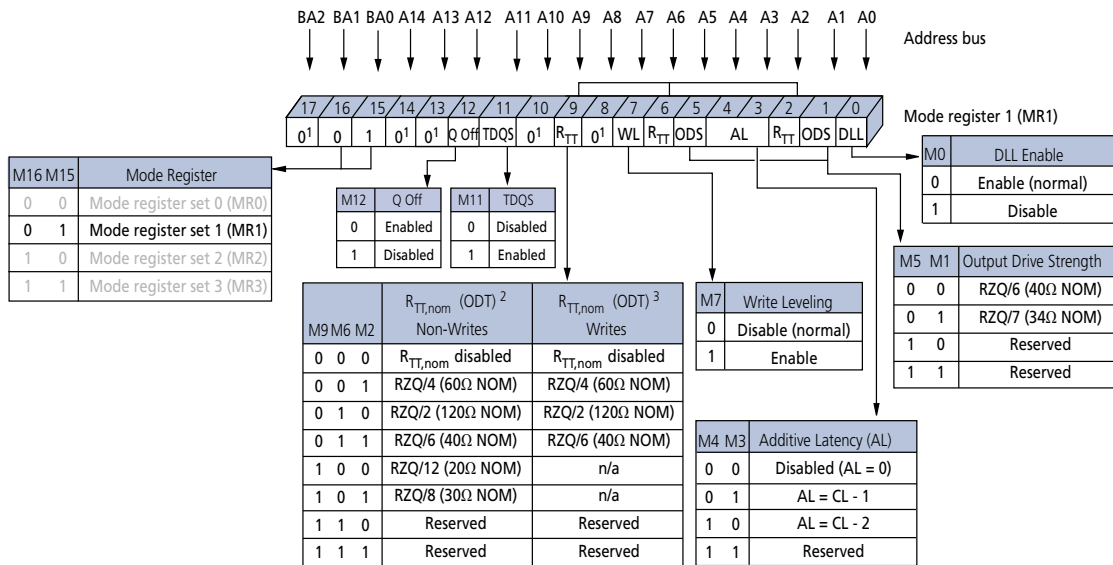 BA2 BA1 BA0 A14 A13 A12 A11 A10 A9 A8 A7 A6 A5 A4 A3 A2 A1 A0
Address bus
17 16 15 14 13 12 11 10 9 8 7 6 5 4 3 2 1 0
Mode register 1 (MR1)
0¹ 0 1 0¹ 0¹ Q Off TDQS 0¹ RTT 0¹ WL RTT ODS AL RTT ODS DLL
M16 M15 Mode Register
0 0 Mode register set 0 (MR0)
0 1 Mode register set 1 (MR1)
1 0 Mode register set 2 (MR2)
1 1 Mode register set 3 (MR3)
M12 Q Off
0 Enabled
1 Disabled
M11 TDQS
0 Disabled
1 Enabled
M0 DLL Enable
0 Enable (normal)
1 Disable
M5 M1 Output Drive Strength
0 0 RZQ/6 (40Ω NOM)
0 1 RZQ/7 (34Ω NOM)
1 0 Reserved
1 1 Reserved
RTT,nom (ODT) ² RTT,nom (ODT) ³
M9 M6 M2 Non-Writes Writes
0 0 0 RTT,nom disabled RTT,nom disabled
0 0 1 RZQ/4 (60Ω NOM) RZQ/4 (60Ω NOM)
0 1 0 RZQ/2 (120Ω NOM) RZQ/2 (120Ω NOM)
0 1 1 RZQ/6 (40Ω NOM) RZQ/6 (40Ω NOM)
1 0 0 RZQ/12 (20Ω NOM) n/a
1 0 1 RZQ/8 (30Ω NOM) n/a
1 1 0 Reserved Reserved
1 1 1 Reserved Reserved
M7 Write Leveling
0 Disable (normal)
1 Enable
M4 M3 Additive Latency (AL)
0 0 Disabled (AL = 0)
0 1 AL = CL - 1
1 0 AL = CL - 2
1 1 Reserved